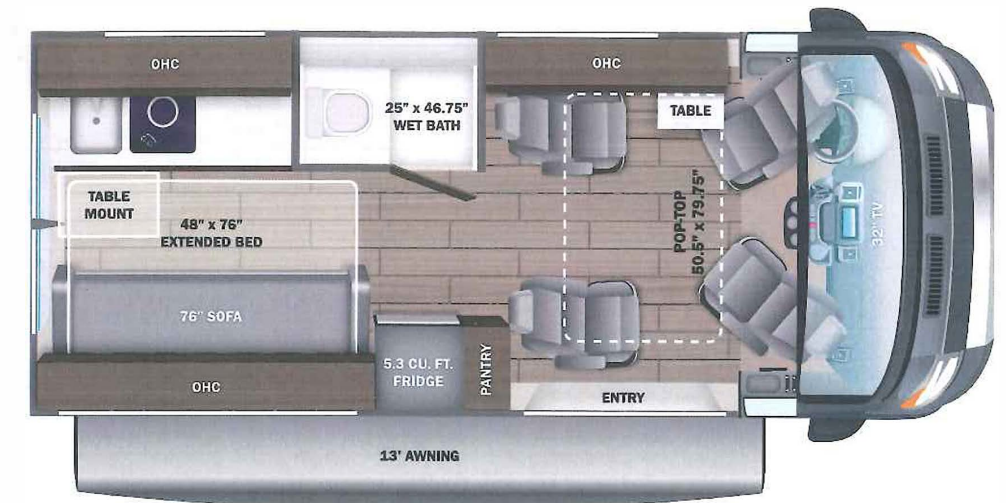 OHC
OHC
25" x 46.75"
WET BATH
TABLE
TABLE
MOUNT
48" x 76"
EXTENDED BED
POP-TOP
50.5" x 79.75"
32" TV
76" SOFA
5.3 CU. FT.
FRIDGE
PANTRY
OHC
ENTRY
13' AWNING